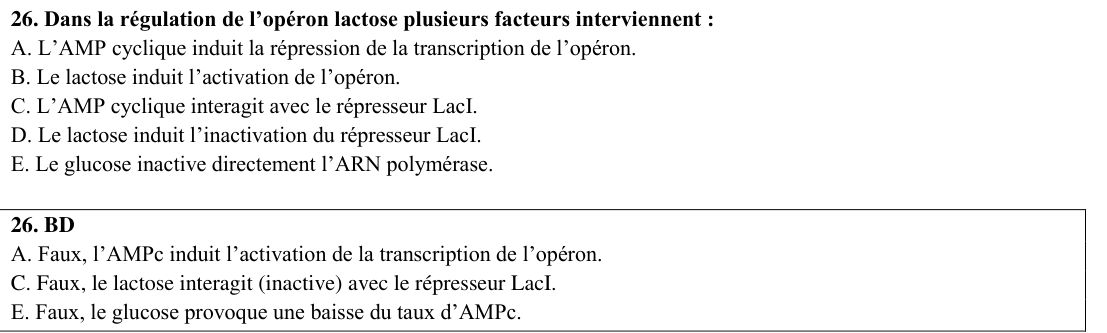 26. Dans la régulation de l’opéron lactose plusieurs facteurs interviennent :
A. L’AMP cyclique induit la répression de la transcription de l’opéron.
B. Le lactose induit l’activation de l’opéron.
C. L’AMP cyclique interagit avec le répresseur LacI.
D. Le lactose induit l’inactivation du répresseur LacI.
E. Le glucose inactive directement l’ARN polymérase.
26. BD
A. Faux, l’AMPc induit l’activation de la transcription de l’opéron.
C. Faux, le lactose interagit (inactive) avec le répresseur LacI.
E. Faux, le glucose provoque une baisse du taux d’AMPc.